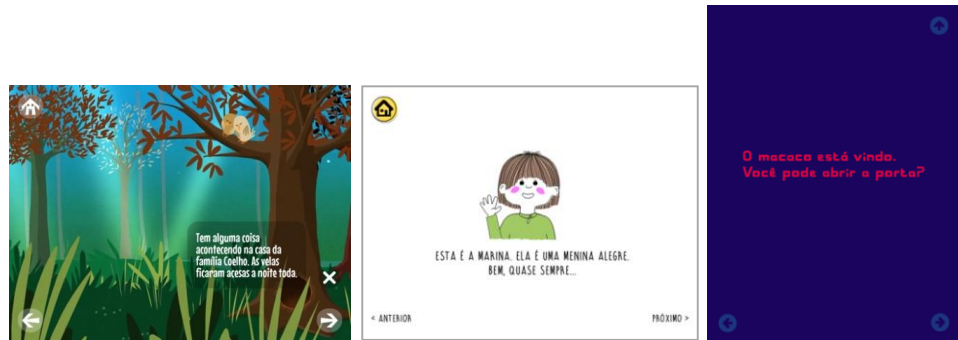 Tem alguma coisa
acontecendo na casa da
família Coelho. As velas
ficaram acesas a noite toda.
ESTA É A MARINA. ELA É UMA MENINA ALEGRE.
BEM, QUASE SEMPRE...
< ANTERIOR
PRÓXIMO >
O macaco está vindo.
Você pode abrir a porta?